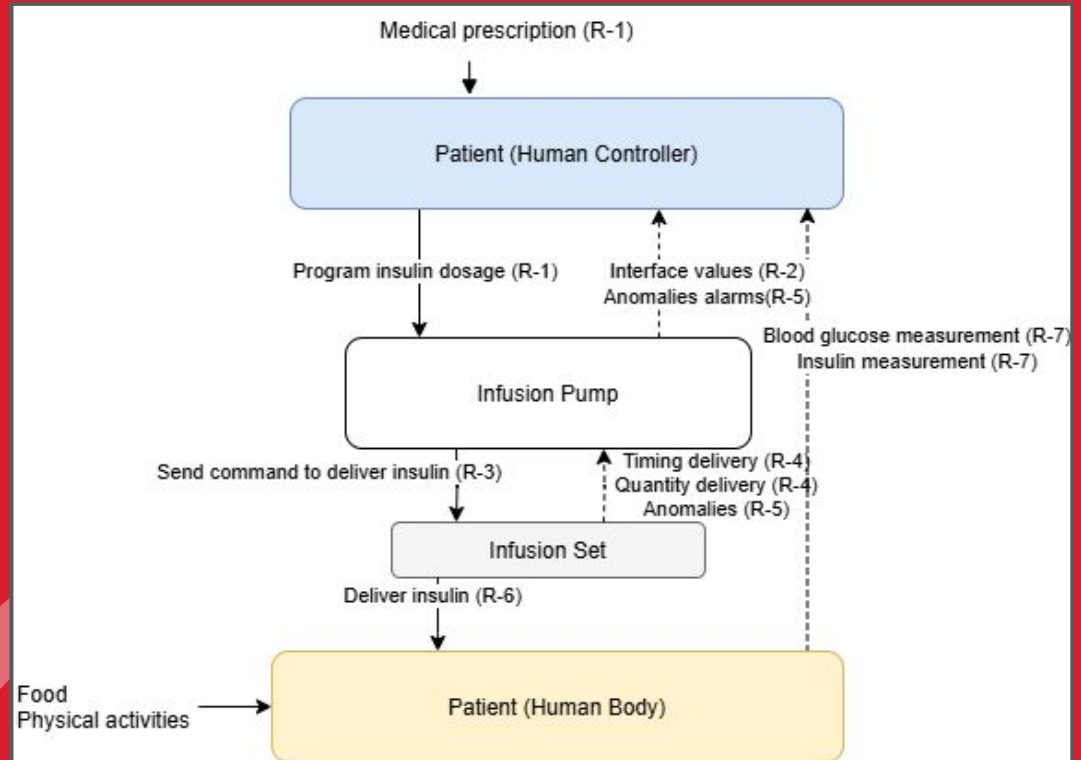 Medical prescription (R-1)
Patient (Human Controller)
Program insulin dosage (R-1)
Interface values (R-2)
Anomalies alarms(R-5)
Blood glucose measurement (R-7)
Insulin measurement (R-7)
Infusion Pump
Send command to deliver insulin (R-3)
Timing delivery (R-4)
Quantity delivery (R-4)
Anomalies (R-5)
Infusion Set
Deliver insulin (R-6)
Food
Physical activities
Patient (Human Body)